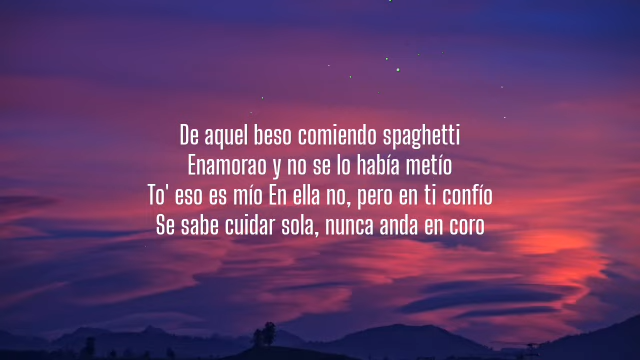 De aquel beso comiendo spaghetti
Enamorao y no se lo había metío
To' eso es mío En ella no, pero en ti confío
Se sabe cuidar sola, nunca anda en coro